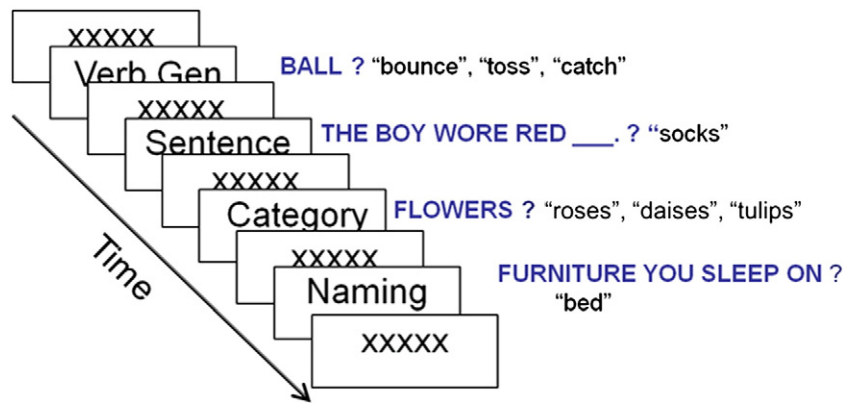 XXXXX
Verb Gen
BALL ? “bounce”, “toss”, “catch”
XXXXX
Sentence
THE BOY WORE RED ___. ? “socks”
XXXXX
Category
FLOWERS ? “roses”, “daises”, “tulips”
XXXXX
Naming
FURNITURE YOU SLEEP ON ?
“bed”
XXXXX
Time